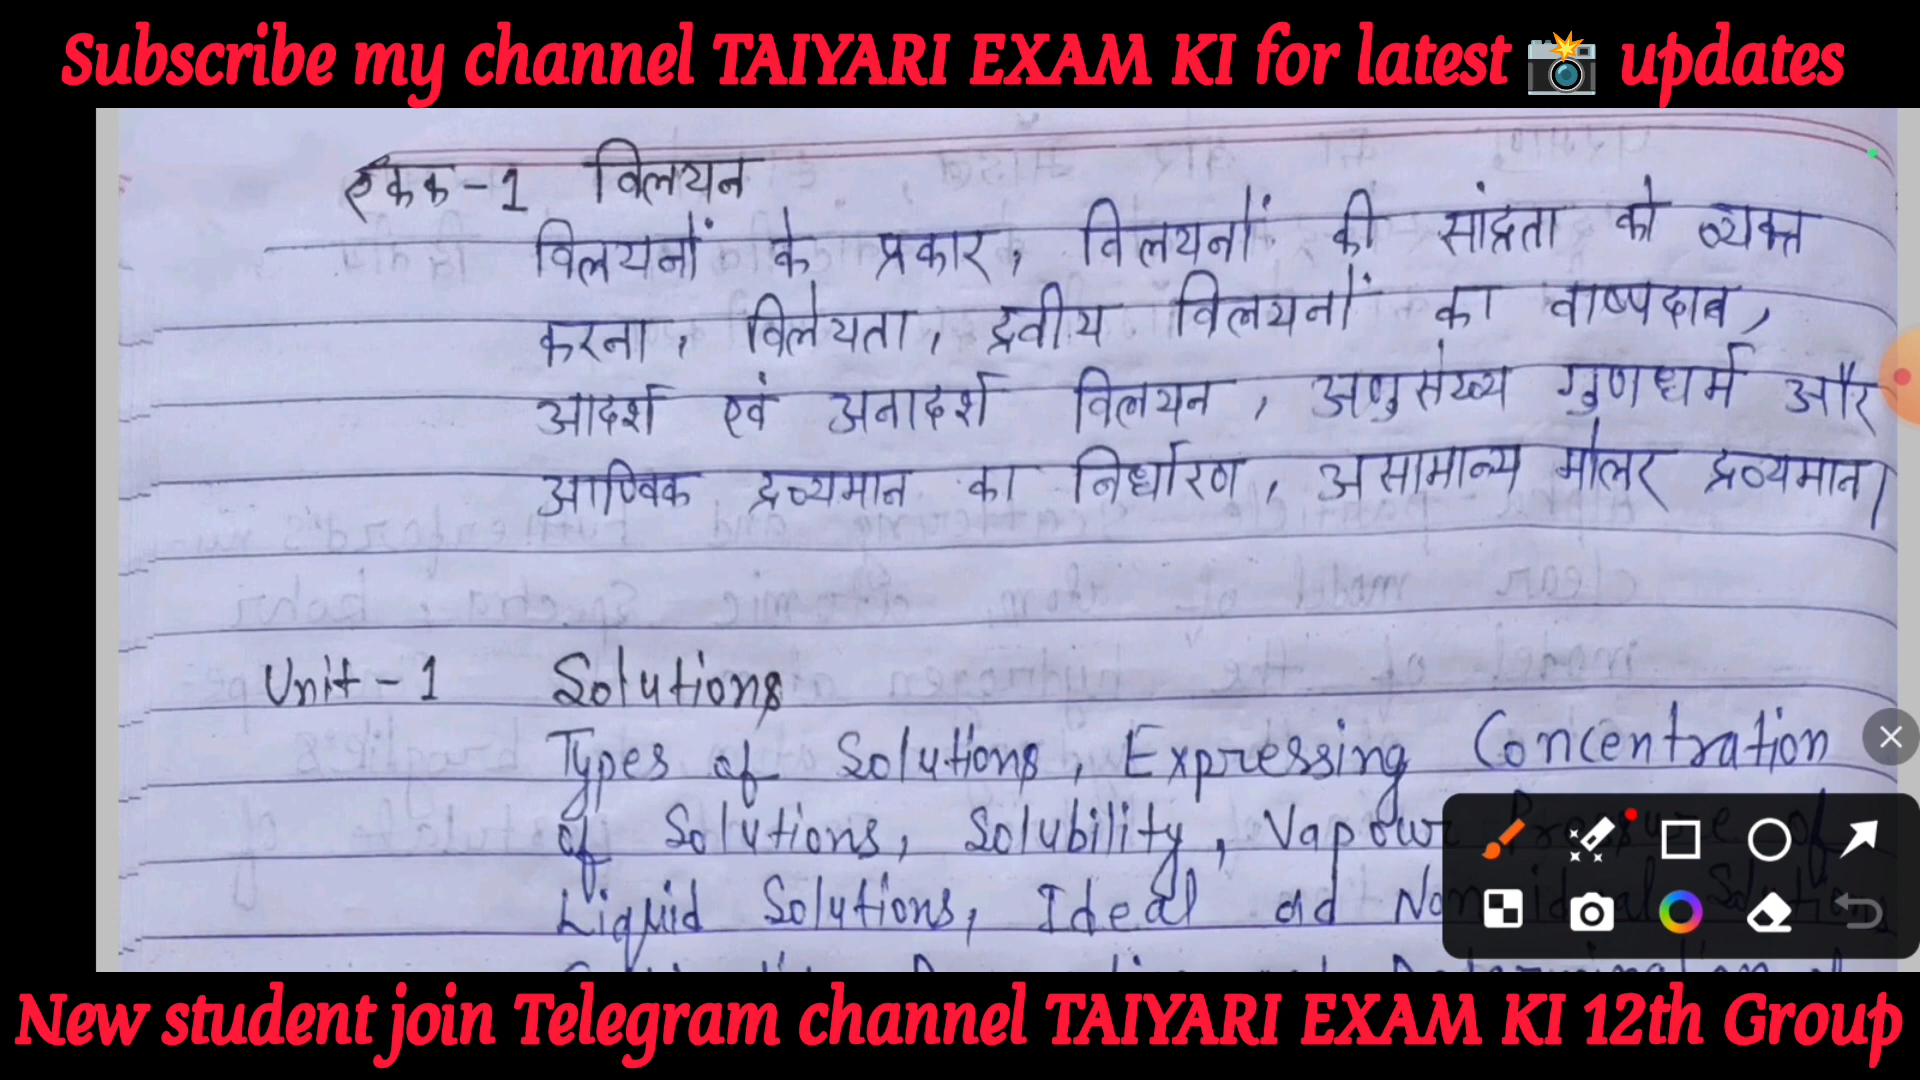 Subscribe my channel TAIYARI EXAM KI for latest 📸 updates
एकक-1 विलयन
विलयनों के प्रकार, विलयनों की सांद्रता को व्यक्त
करना, विलेयता, द्रवीय विलयनों का वाष्पदाब,
आदर्श एवं अनादर्श विलयन, अणुसंख्य गुणधर्म और
आण्विक द्रव्यमान का निर्धारण, असामान्य मोलर द्रव्यमान।
Unit-1 Solutions
Types of Solutions, Expressing Concentration
of Solutions, Solubility, Vapour of
Liquid Solutions, Ideal ad
New student join Telegram channel TAIYARI EXAM KI 12th Group